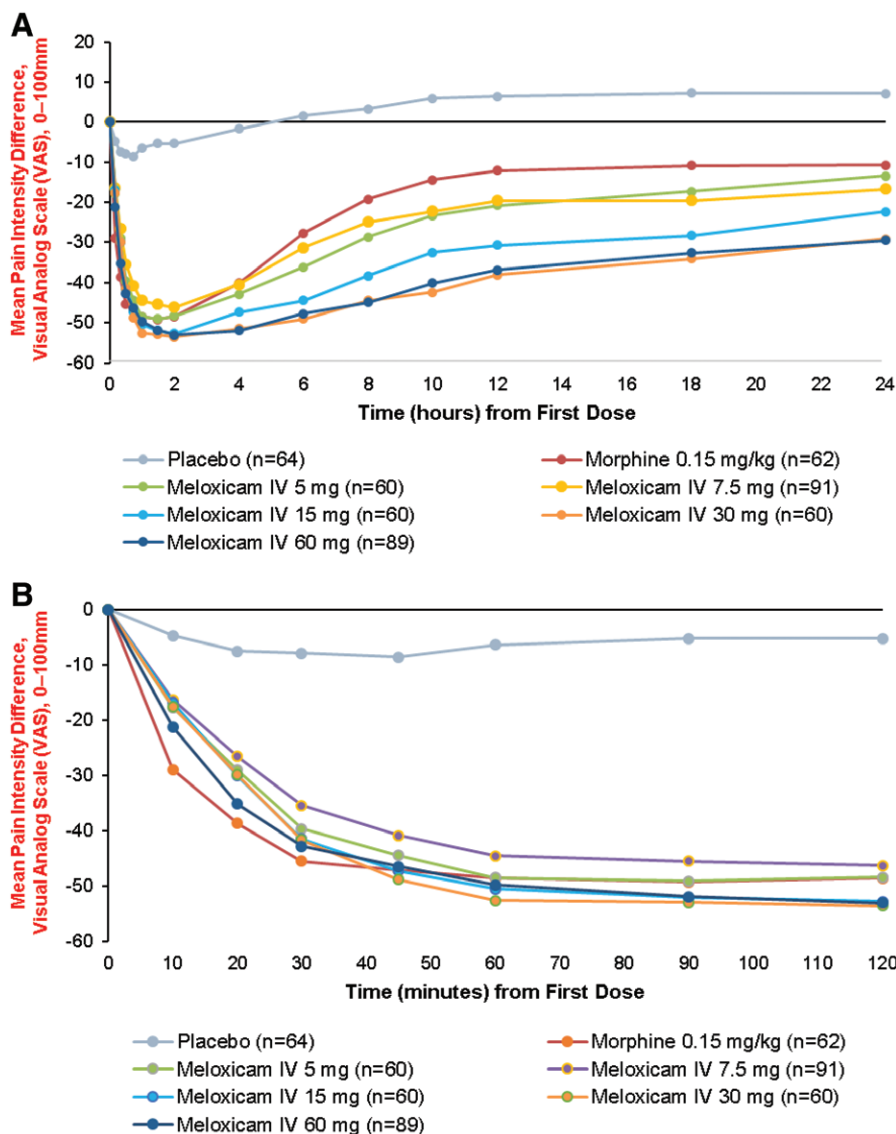 A
Mean Pain Intensity Difference,
Visual Analog Scale (VAS), 0–100mm
20
10
0
-10
-20
-30
-40
-50
-60
0 2 4 6 8 10 12 14 16 18 20 22 24
Time (hours) from First Dose
Placebo (n=64) Morphine 0.15 mg/kg (n=62)
Meloxicam IV 5 mg (n=60) Meloxicam IV 7.5 mg (n=91)
Meloxicam IV 15 mg (n=60) Meloxicam IV 30 mg (n=60)
Meloxicam IV 60 mg (n=89)
B
Mean Pain Intensity Difference,
Visual Analog Scale (VAS), 0–100mm
0
-10
-20
-30
-40
-50
-60
0 10 20 30 40 50 60 70 80 90 100 110 120
Time (minutes) from First Dose
Placebo (n=64) Morphine 0.15 mg/kg (n=62)
Meloxicam IV 5 mg (n=60) Meloxicam IV 7.5 mg (n=91)
Meloxicam IV 15 mg (n=60) Meloxicam IV 30 mg (n=60)
Meloxicam IV 60 mg (n=89)